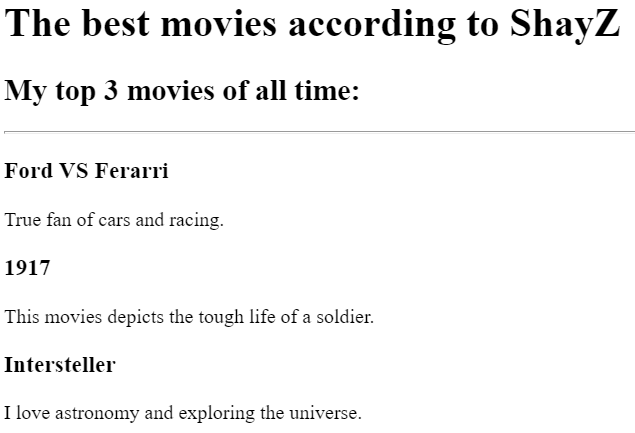 The best movies according to ShayZ
My top 3 movies of all time:
Ford VS Ferarri
True fan of cars and racing.
1917
This movies depicts the tough life of a soldier.
Intersteller
I love astronomy and exploring the universe.